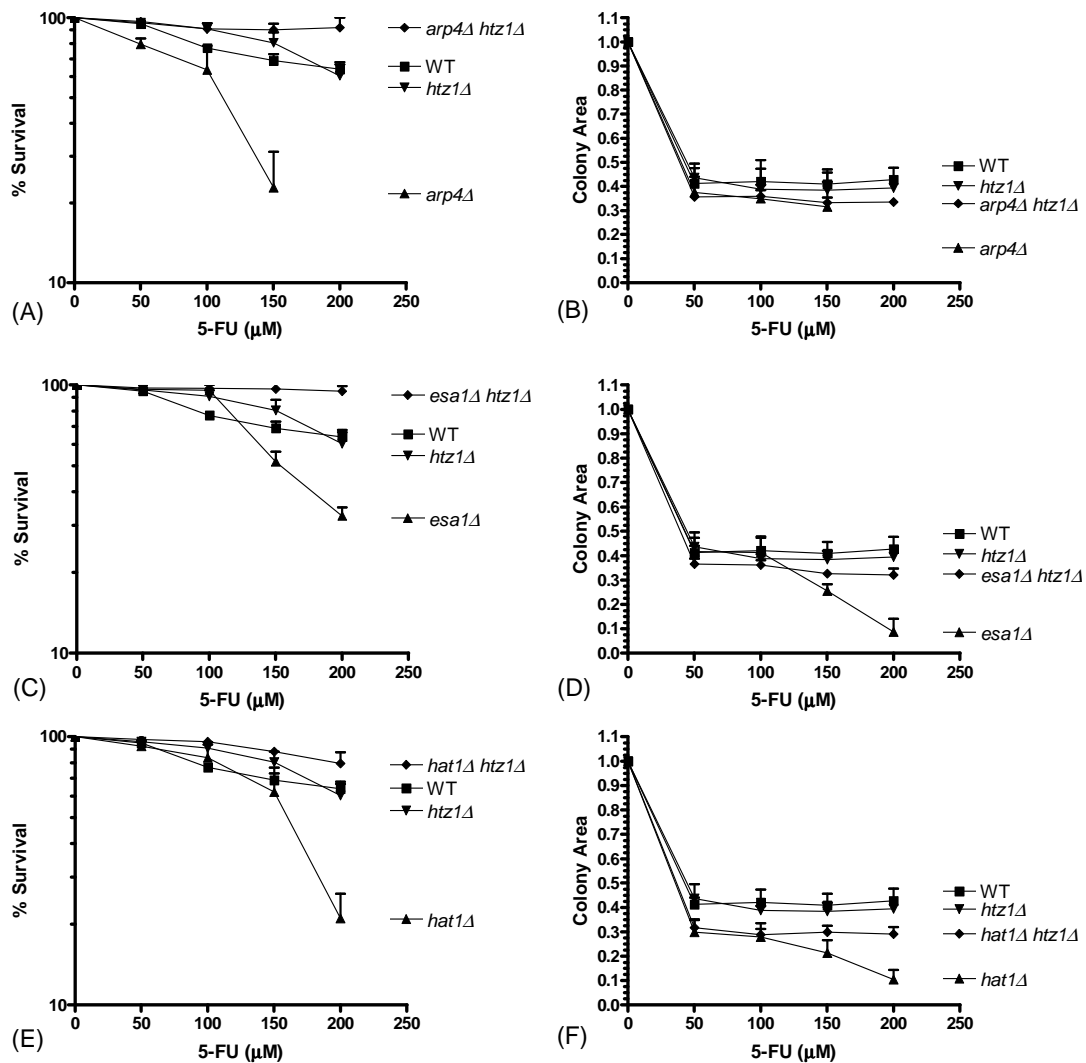 100
10
% Survival
0 50 100 150 200 250
5-FU (µM)
arp4Δ htz1Δ
WT
htz1Δ
arp4Δ
(A)
1.1
1.0
0.9
0.8
0.7
0.6
0.5
0.4
0.3
0.2
0.1
0.0
Colony Area
0 50 100 150 200 250
5-FU (µM)
WT
htz1Δ
arp4Δ htz1Δ
arp4Δ
(B)
100
10
% Survival
0 50 100 150 200 250
5-FU (µM)
esa1Δ htz1Δ
WT
htz1Δ
esa1Δ
(C)
1.1
1.0
0.9
0.8
0.7
0.6
0.5
0.4
0.3
0.2
0.1
0.0
Colony Area
0 50 100 150 200 250
5-FU (µM)
WT
htz1Δ
esa1Δ htz1Δ
esa1Δ
(D)
100
10
% Survival
0 50 100 150 200 250
5-FU (µM)
hat1Δ htz1Δ
WT
htz1Δ
hat1Δ
(E)
1.1
1.0
0.9
0.8
0.7
0.6
0.5
0.4
0.3
0.2
0.1
0.0
Colony Area
0 50 100 150 200 250
5-FU (µM)
WT
htz1Δ
hat1Δ htz1Δ
hat1Δ
(F)